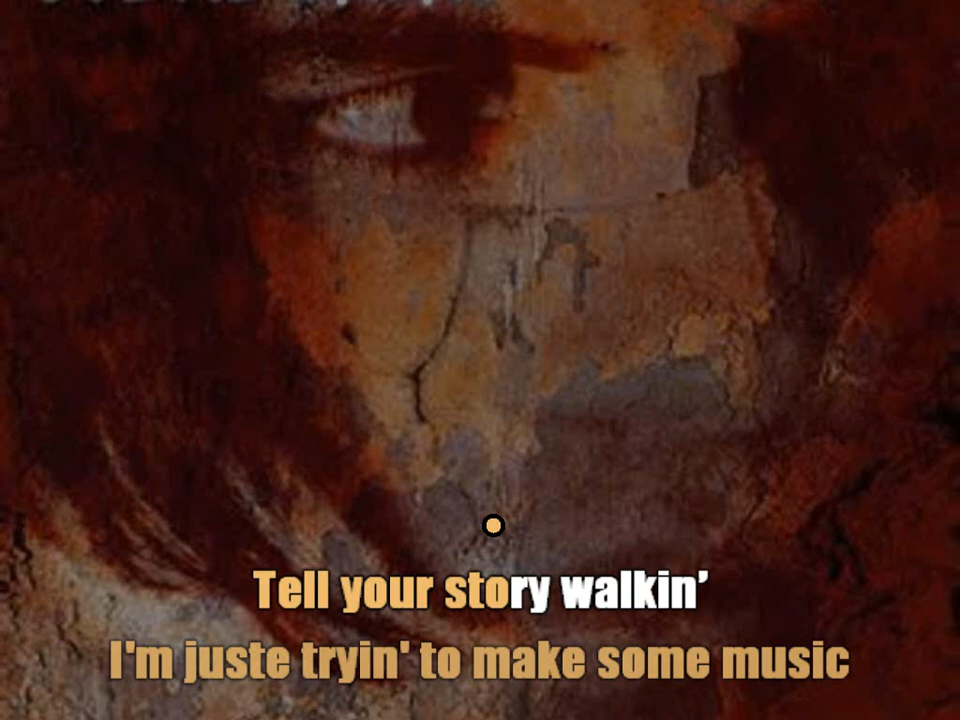 Tell your story walkin’
I'm juste tryin' to make some music